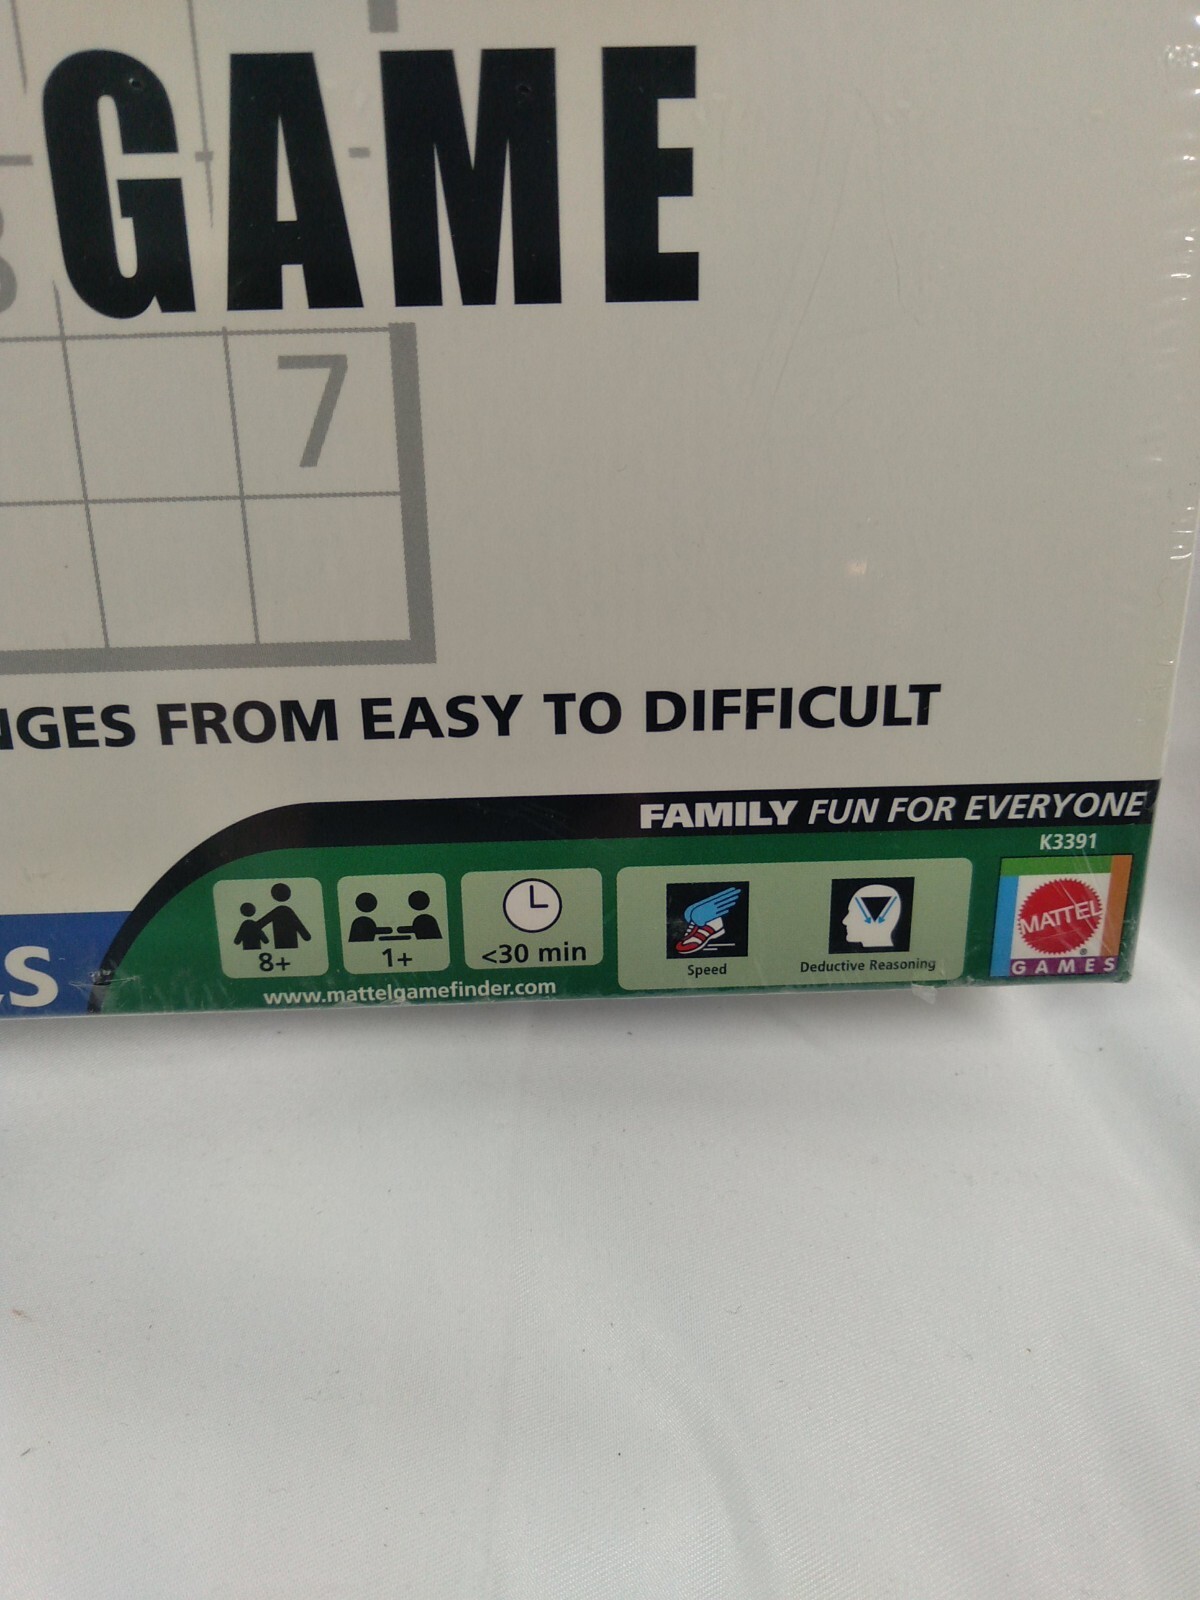 GAME
7
FROM EASY TO DIFFICULT
FAMILY FUN FOR EVERYONE
K3391
8+
1+
<30 min
Speed
Deductive Reasoning
MATTEL
®
GAMES
www.mattelgamefinder.com